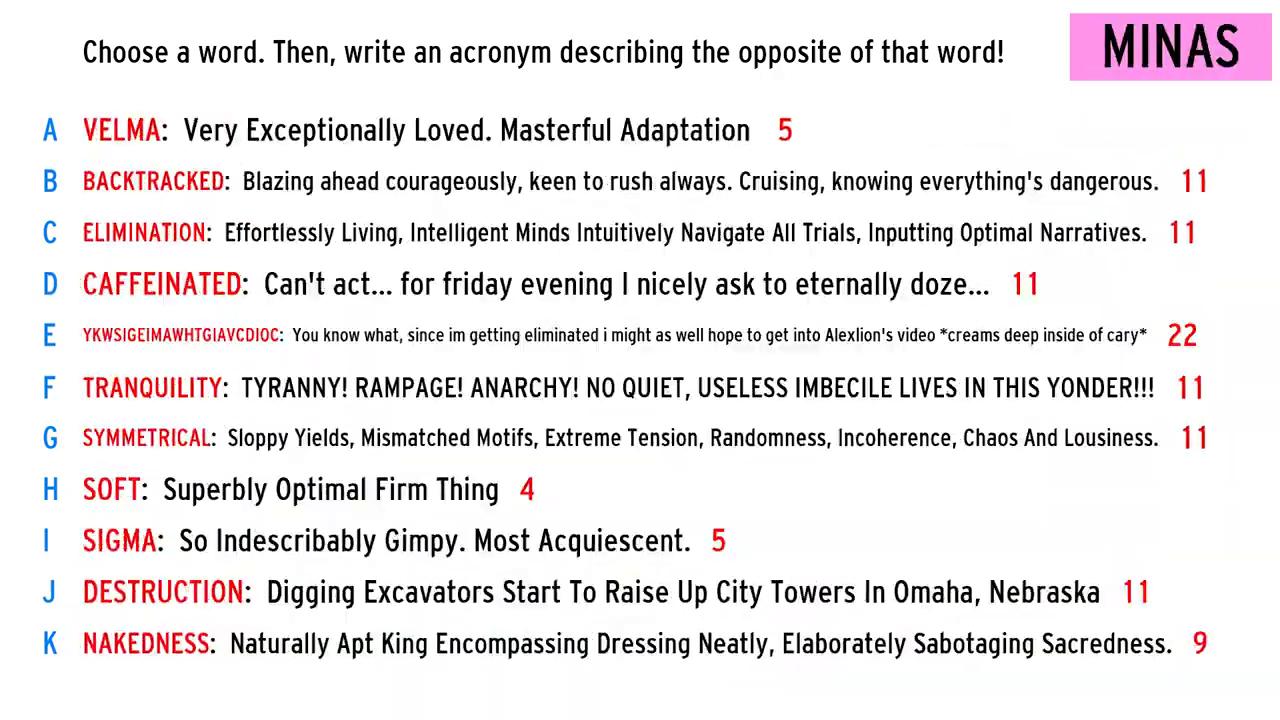 Choose a word. Then, write an acronym describing the opposite of that word!
MINAS
A VELMA: Very Exceptionally Loved. Masterful Adaptation 5
B BACKTRACKED: Blazing ahead courageously, keen to rush always. Cruising, knowing everything's dangerous. 11
C ELIMINATION: Effortlessly Living, Intelligent Minds Intuitively Navigate All Trials, Inputting Optimal Narratives. 11
D CAFFEINATED: Can't act... for friday evening I nicely ask to eternally doze... 11
E YKWSIGEIMAWHTGIAVCDIOC: You know what, since im getting eliminated i might as well hope to get into Alexlion's video *creams deep inside of cary* 22
F TRANQUILITY: TYRANNY! RAMPAGE! ANARCHY! NO QUIET, USELESS IMBECILE LIVES IN THIS YONDER!!! 11
G SYMMETRICAL: Sloppy Yields, Mismatched Motifs, Extreme Tension, Randomness, Incoherence, Chaos And Lousiness. 11
H SOFT: Superbly Optimal Firm Thing 4
I SIGMA: So Indescribably Gimpy. Most Acquiescent. 5
J DESTRUCTION: Digging Excavators Start To Raise Up City Towers In Omaha, Nebraska 11
K NAKEDNESS: Naturally Apt King Encompassing Dressing Neatly, Elaborately Sabotaging Sacredness. 9